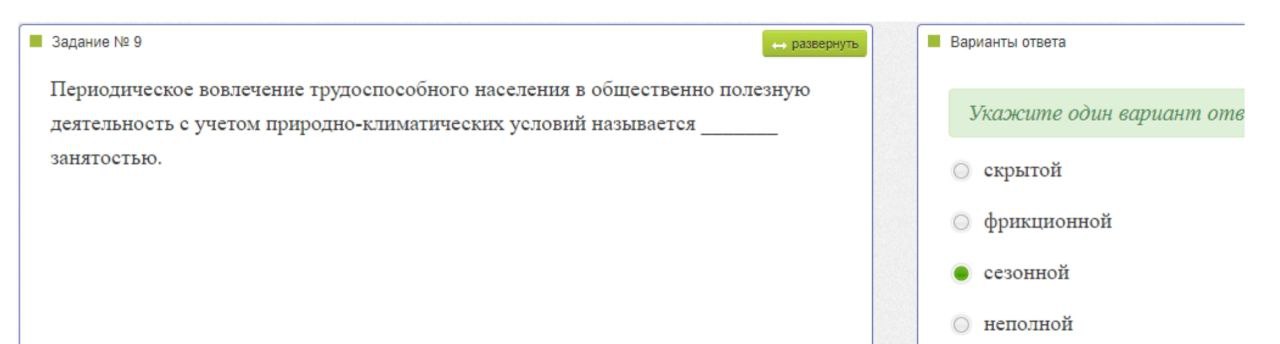 Задание № 9
развернуть
Периодическое вовлечение трудоспособного населения в общественно полезную
деятельность с учетом природно-климатических условий называется _______
занятостью.
Варианты ответа
Укажите один вариант отве
скрытой
фрикционной
сезонной
неполной